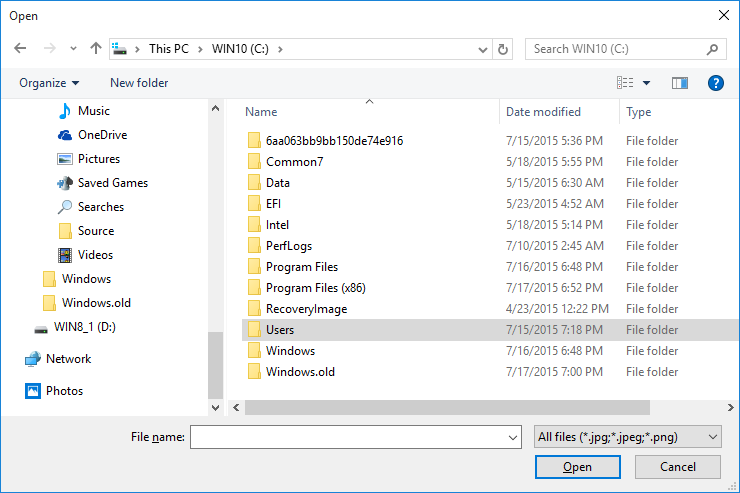 Open
This PC > WIN10 (C:) >
Search WIN10 (C:)
Organize
New folder
?
Music
OneDrive
Pictures
Saved Games
Searches
Source
Videos
Windows
Windows.old
WIN8_1 (D:)
Network
Photos
Name Date modified Type
6aa063bb9bb150de74e916 7/15/2015 5:36 PM File folder
Common7 5/18/2015 5:55 PM File folder
Data 5/15/2015 6:30 AM File folder
EFI 5/23/2015 4:52 AM File folder
Intel 5/18/2015 5:14 PM File folder
PerfLogs 7/10/2015 2:45 AM File folder
Program Files 7/16/2015 6:48 PM File folder
Program Files (x86) 7/17/2015 6:52 PM File folder
RecoveryImage 4/23/2015 12:22 PM File folder
Users 7/15/2015 7:18 PM File folder
Windows 7/16/2015 6:48 PM File folder
Windows.old 7/17/2015 7:00 PM File folder
File name:
All files (*.jpg;*.jpeg;*.png)
Open
Cancel